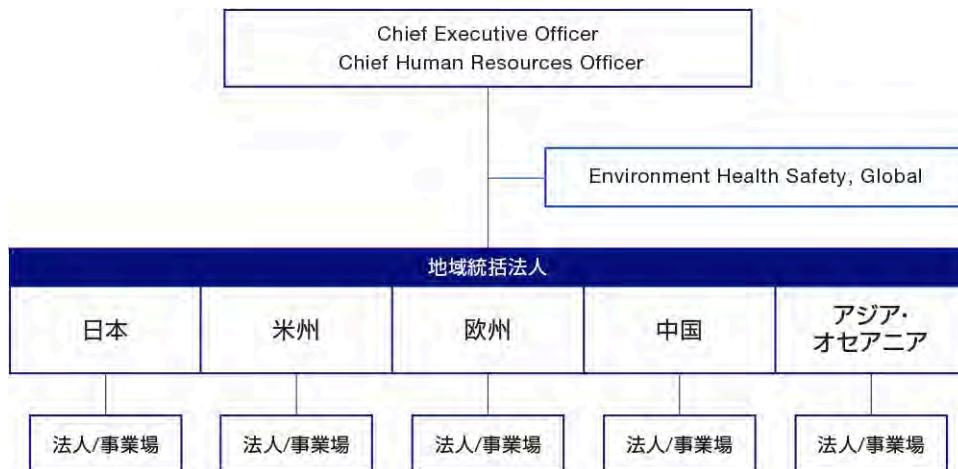 Chief Executive Officer
Chief Human Resources Officer
Environment Health Safety, Global
地域統括法人
日本
米州
欧州
中国
アジア・
オセアニア
法人/事業場
法人/事業場
法人/事業場
法人/事業場
法人/事業場